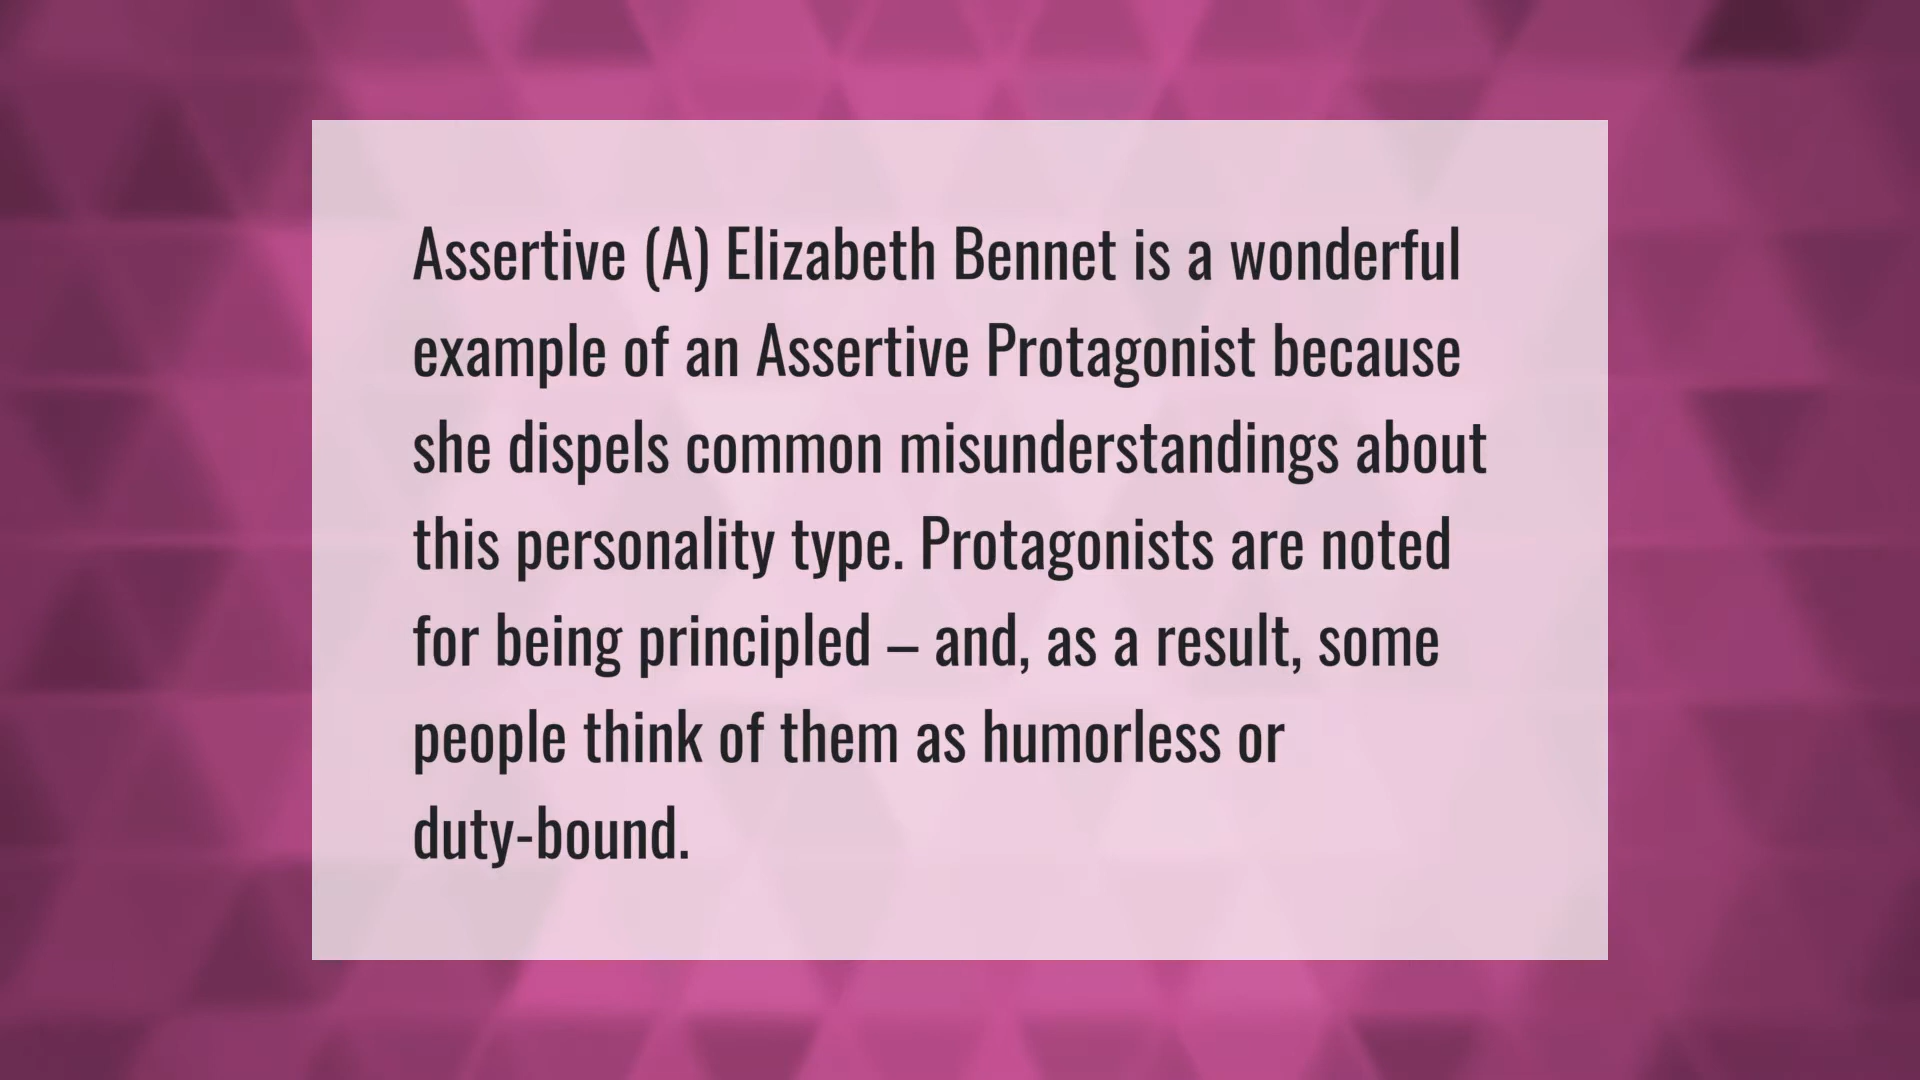 Assertive (A) Elizabeth Bennet is a wonderful
example of an Assertive Protagonist because
she dispels common misunderstandings about
this personality type. Protagonists are noted
for being principled – and, as a result, some
people think of them as humorless or
duty-bound.